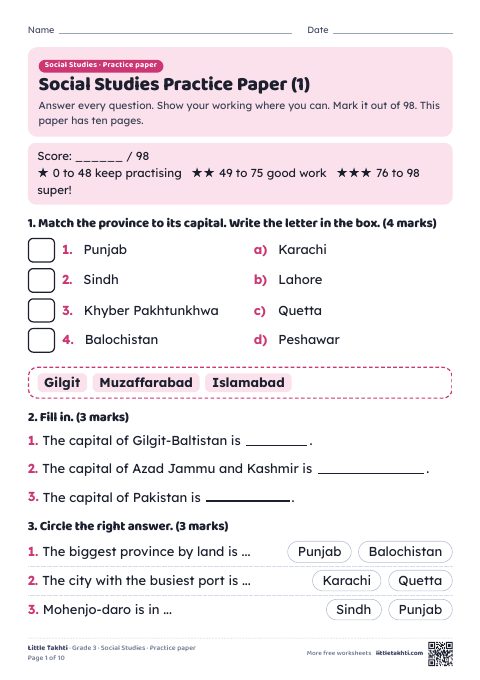 Name ____________ Date ____________
Social Studies · Practice paper
Social Studies Practice Paper (1)
Answer every question. Show your working where you can. Mark it out of 98. This
paper has ten pages.
Score: ______ / 98
★ 0 to 48 keep practising ★★ 49 to 75 good work ★★★ 76 to 98
super!
1. Match the province to its capital. Write the letter in the box. (4 marks)
1. Punjab a) Karachi
2. Sindh b) Lahore
3. Khyber Pakhtunkhwa c) Quetta
4. Balochistan d) Peshawar
Gilgit Muzaffarabad Islamabad
2. Fill in. (3 marks)
1. The capital of Gilgit-Baltistan is ________ .
2. The capital of Azad Jammu and Kashmir is ______________ .
3. The capital of Pakistan is ___________ .
3. Circle the right answer. (3 marks)
1. The biggest province by land is ... Punjab Balochistan
2. The city with the busiest port is ... Karachi Quetta
3. Mohenjo-daro is in ... Sindh Punjab
Little Takhti · Grade 3 · Social Studies · Practice paper
More free worksheets littletakhti.com
Page 1 of 10